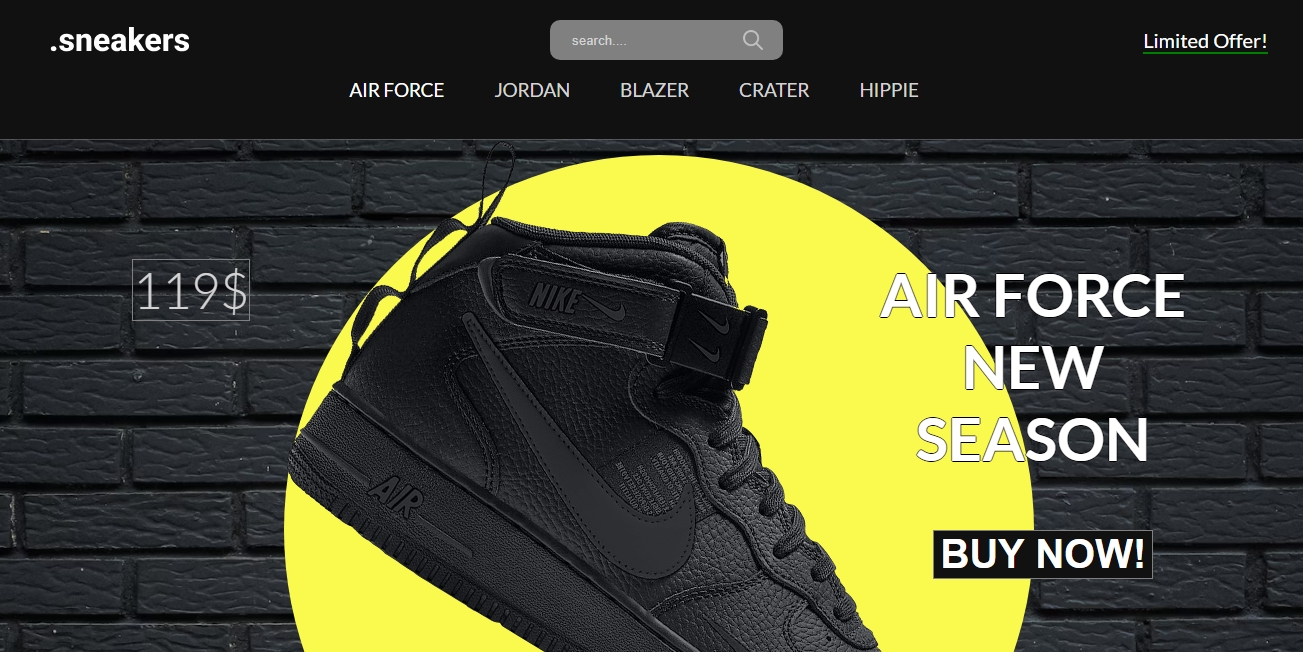 .sneakers
search....
Limited Offer!
AIR FORCE JORDAN BLAZER CRATER HIPPIE
119$
NIKE
AIR
AIR FORCE
NEW
SEASON
BUY NOW!